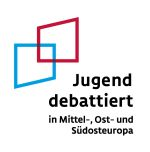 Jugend
debattiert
in Mittel-, Ost- und
Südosteuropa